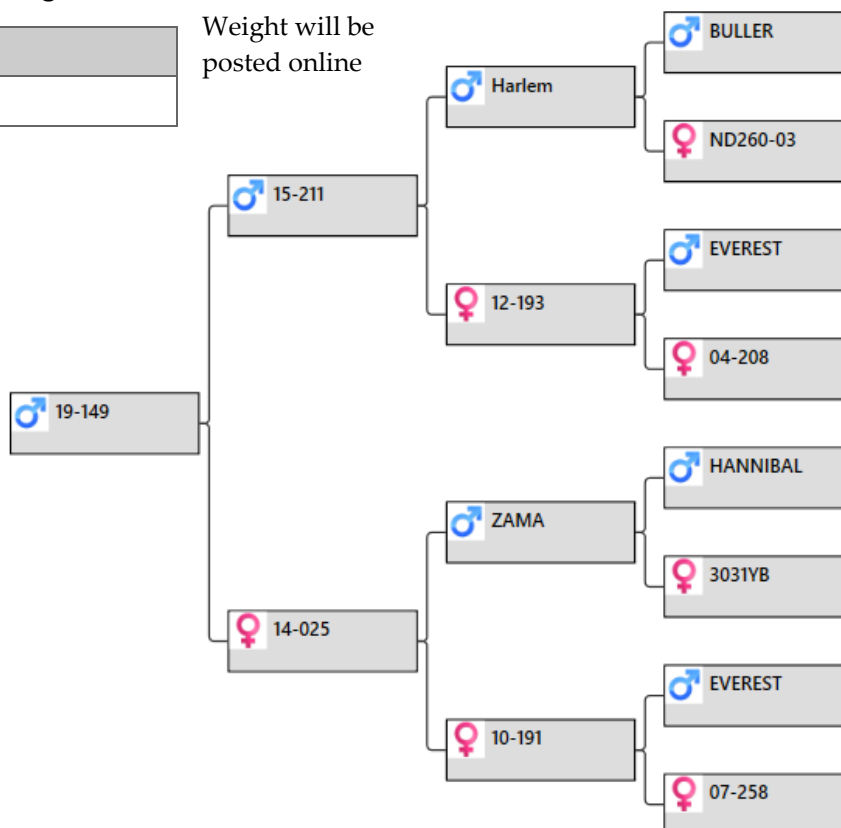 Weight will be
posted online
BULLER
Harlem
ND260-03
15-211
EVEREST
12-193
04-208
19-149
HANNIBAL
ZAMA
3031YB
14-025
EVEREST
10-191
07-258